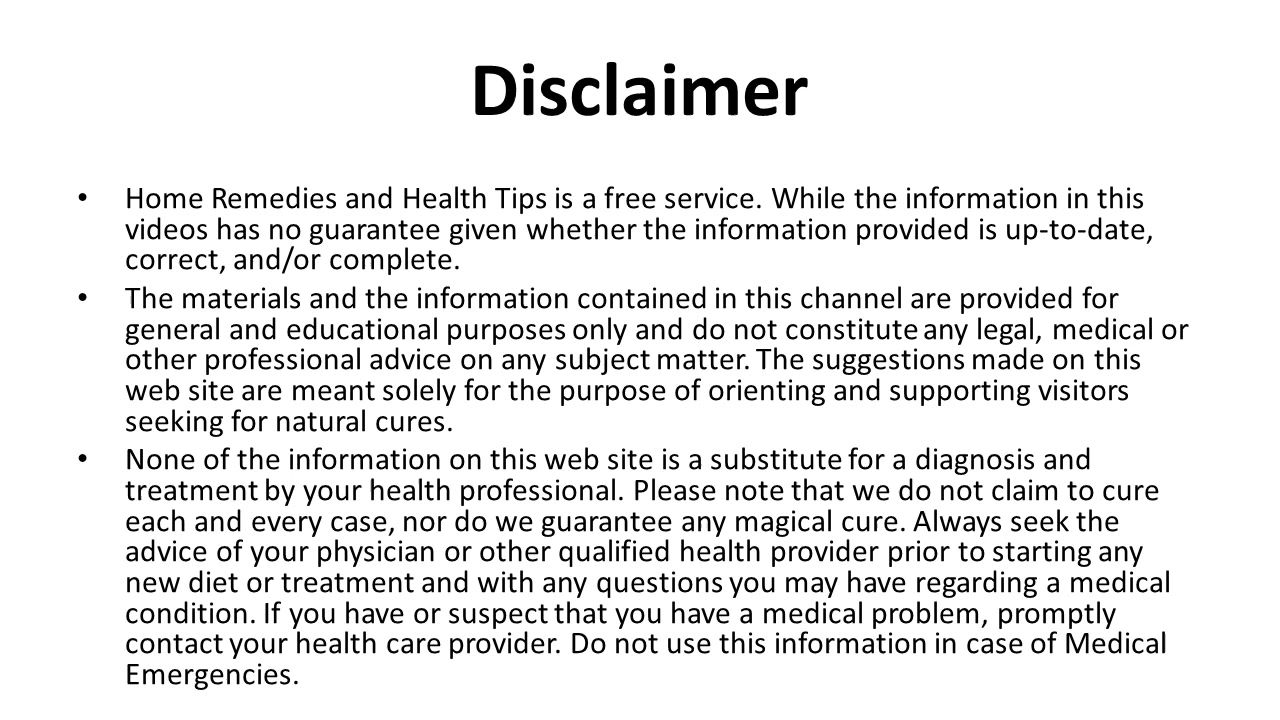 Disclaimer
• Home Remedies and Health Tips is a free service. While the information in this
videos has no guarantee given whether the information provided is up-to-date,
correct, and/or complete.
• The materials and the information contained in this channel are provided for
general and educational purposes only and do not constitute any legal, medical or
other professional advice on any subject matter. The suggestions made on this
web site are meant solely for the purpose of orienting and supporting visitors
seeking for natural cures.
• None of the information on this web site is a substitute for a diagnosis and
treatment by your health professional. Please note that we do not claim to cure
each and every case, nor do we guarantee any magical cure. Always seek the
advice of your physician or other qualified health provider prior to starting any
new diet or treatment and with any questions you may have regarding a medical
condition. If you have or suspect that you have a medical problem, promptly
contact your health care provider. Do not use this information in case of Medical
Emergencies.